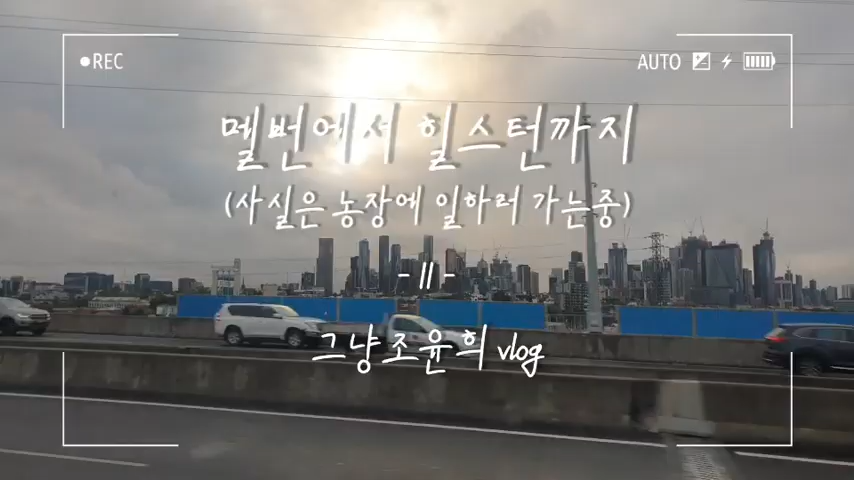 ●REC
AUTO
멜번에서 힐스턴까지
(사실은 농장에 일하러 가는중)
-11-
그냥조윤희 vlog